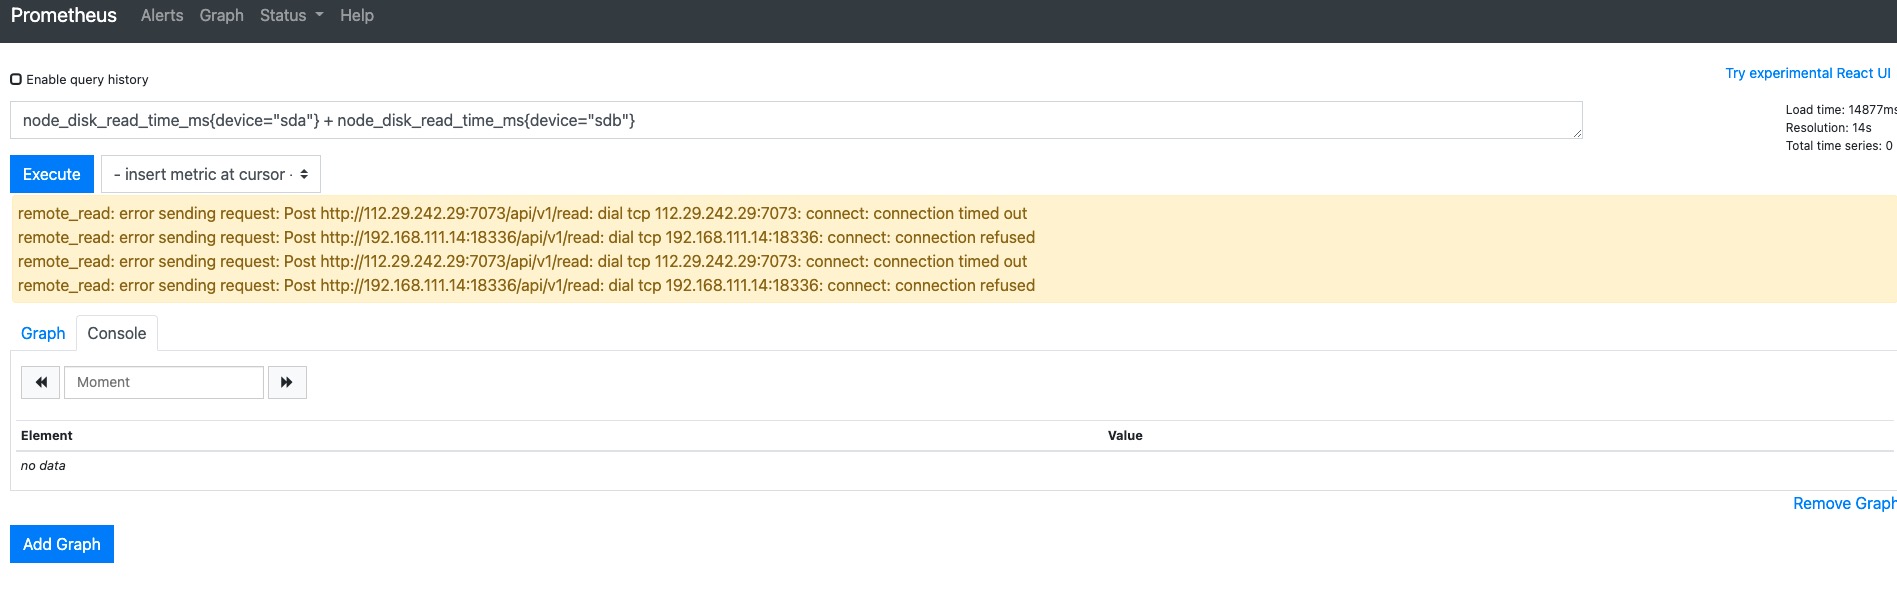 Prometheus Alerts Graph Status Help
Enable query history
Try experimental React UI
node_disk_read_time_ms{device="sda"} + node_disk_read_time_ms{device="sdb"}
Load time: 14877ms
Resolution: 14s
Total time series: 0
Execute - insert metric at cursor -
remote_read: error sending request: Post http://112.29.242.29:7073/api/v1/read: dial tcp 112.29.242.29:7073: connect: connection timed out
remote_read: error sending request: Post http://192.168.111.14:18336/api/v1/read: dial tcp 192.168.111.14:18336: connect: connection refused
remote_read: error sending request: Post http://112.29.242.29:7073/api/v1/read: dial tcp 112.29.242.29:7073: connect: connection timed out
remote_read: error sending request: Post http://192.168.111.14:18336/api/v1/read: dial tcp 192.168.111.14:18336: connect: connection refused
Graph Console
Moment
Element Value
no data
Remove Graph
Add Graph